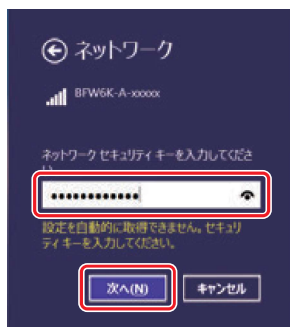 ネットワーク
BFW6K-A-xxxxx
ネットワーク セキュリティ キーを入力してくださ
い
••••••••••••
設定を自動的に取得できません。セキュリ
ティ キーを入力してください。
次へ(N)
キャンセル